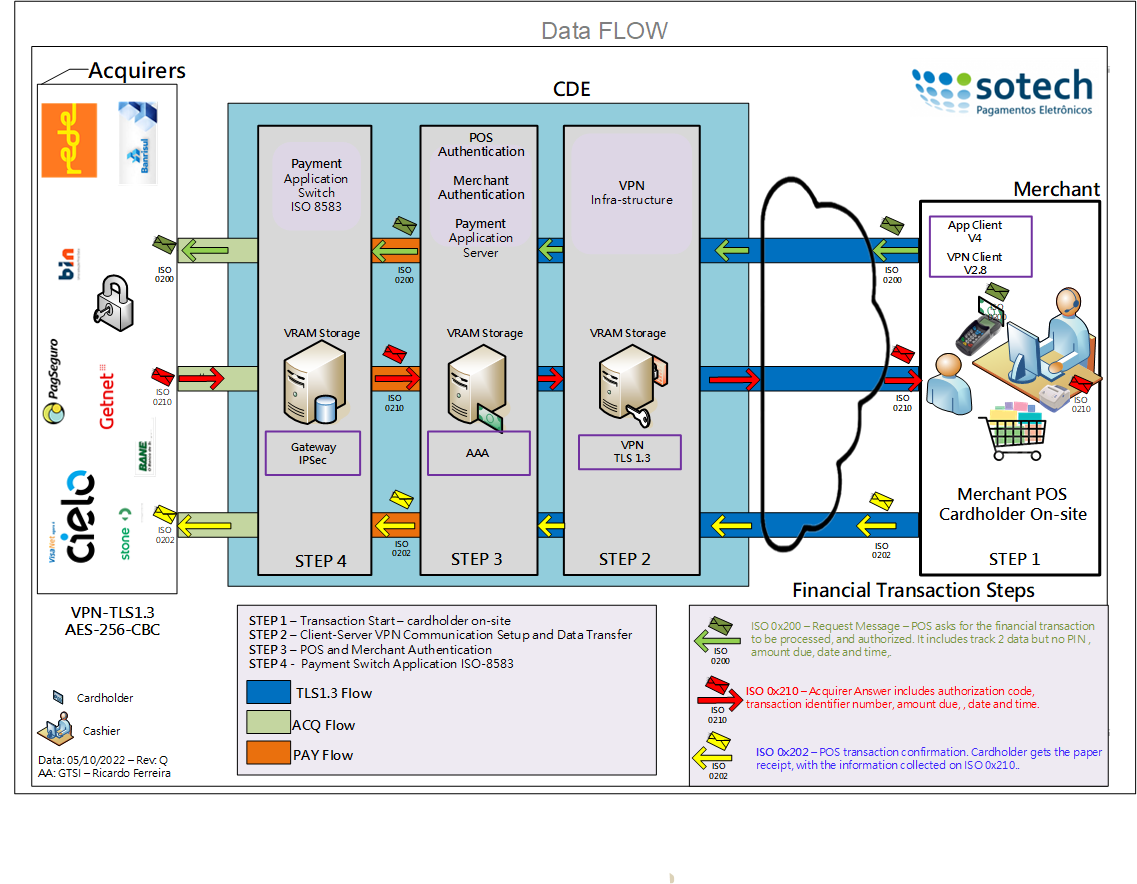 Data FLOW
Acquirers
sotech
Pagamentos Eletrônicos
CDE
rede
Banrisul
bin
PagSeguro
Getnet
BANE
cielo
stone
ISO
0200
ISO
0210
ISO
0202
VPN-TLS1.3
AES-256-CBC
Payment
Application
Switch
ISO 8583
VRAM Storage
Gateway
IPSec
STEP 4
ISO
0200
ISO
0210
ISO
0202
POS
Authentication
Merchant
Authentication
Payment
Application
Server
VRAM Storage
AAA
STEP 3
VPN
Infra-structure
VRAM Storage
VPN
TLS 1.3
STEP 2
ISO
0200
ISO
0210
ISO
0202
Merchant
App Client
V4
VPN Client
V2.8
ISO
0210
Merchant POS
Cardholder On-site
STEP 1
Financial Transaction Steps
STEP 1 – Transaction Start – cardholder on-site
STEP 2 – Client-Server VPN Communication Setup and Data Transfer
STEP 3 – POS and Merchant Authentication
STEP 4 - Payment Switch Application ISO-8583
TLS1.3 Flow
ACQ Flow
PAY Flow
ISO
0200
ISO 0x200 – Request Message – POS asks for the financial transaction
to be processed, and authorized. It includes track 2 data but no PIN ,
amount due, date and time,.
ISO
0210
ISO 0x210 – Acquirer Answer includes authorization code,
transaction identifier number, amount due, , date and time.
ISO
0202
ISO 0x202 – POS transaction confirmation. Cardholder gets the paper
receipt, with the information collected on ISO 0x210..
Cardholder
Cashier
Data: 05/10/2022 – Rev: Q
AA: GTSI – Ricardo Ferreira